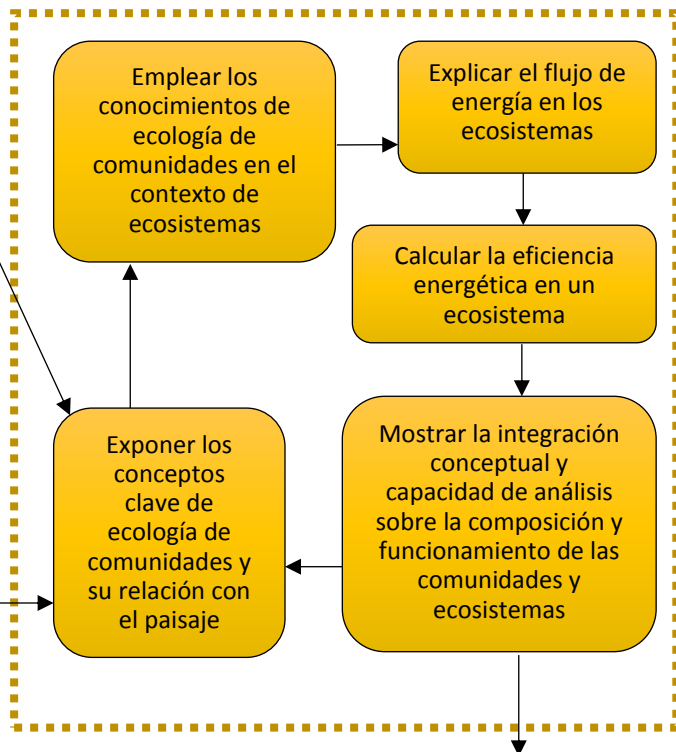 Emplear los
conocimientos de
ecología de
comunidades en el
contexto de
ecosistemas
Explicar el flujo de
energía en los
ecosistemas
Calcular la eficiencia
energética en un
ecosistema
Mostrar la integración
conceptual y
capacidad de análisis
sobre la composición y
funcionamiento de las
comunidades y
ecosistemas
Exponer los
conceptos
clave de
ecología de
comunidades y
su relación con
el paisaje